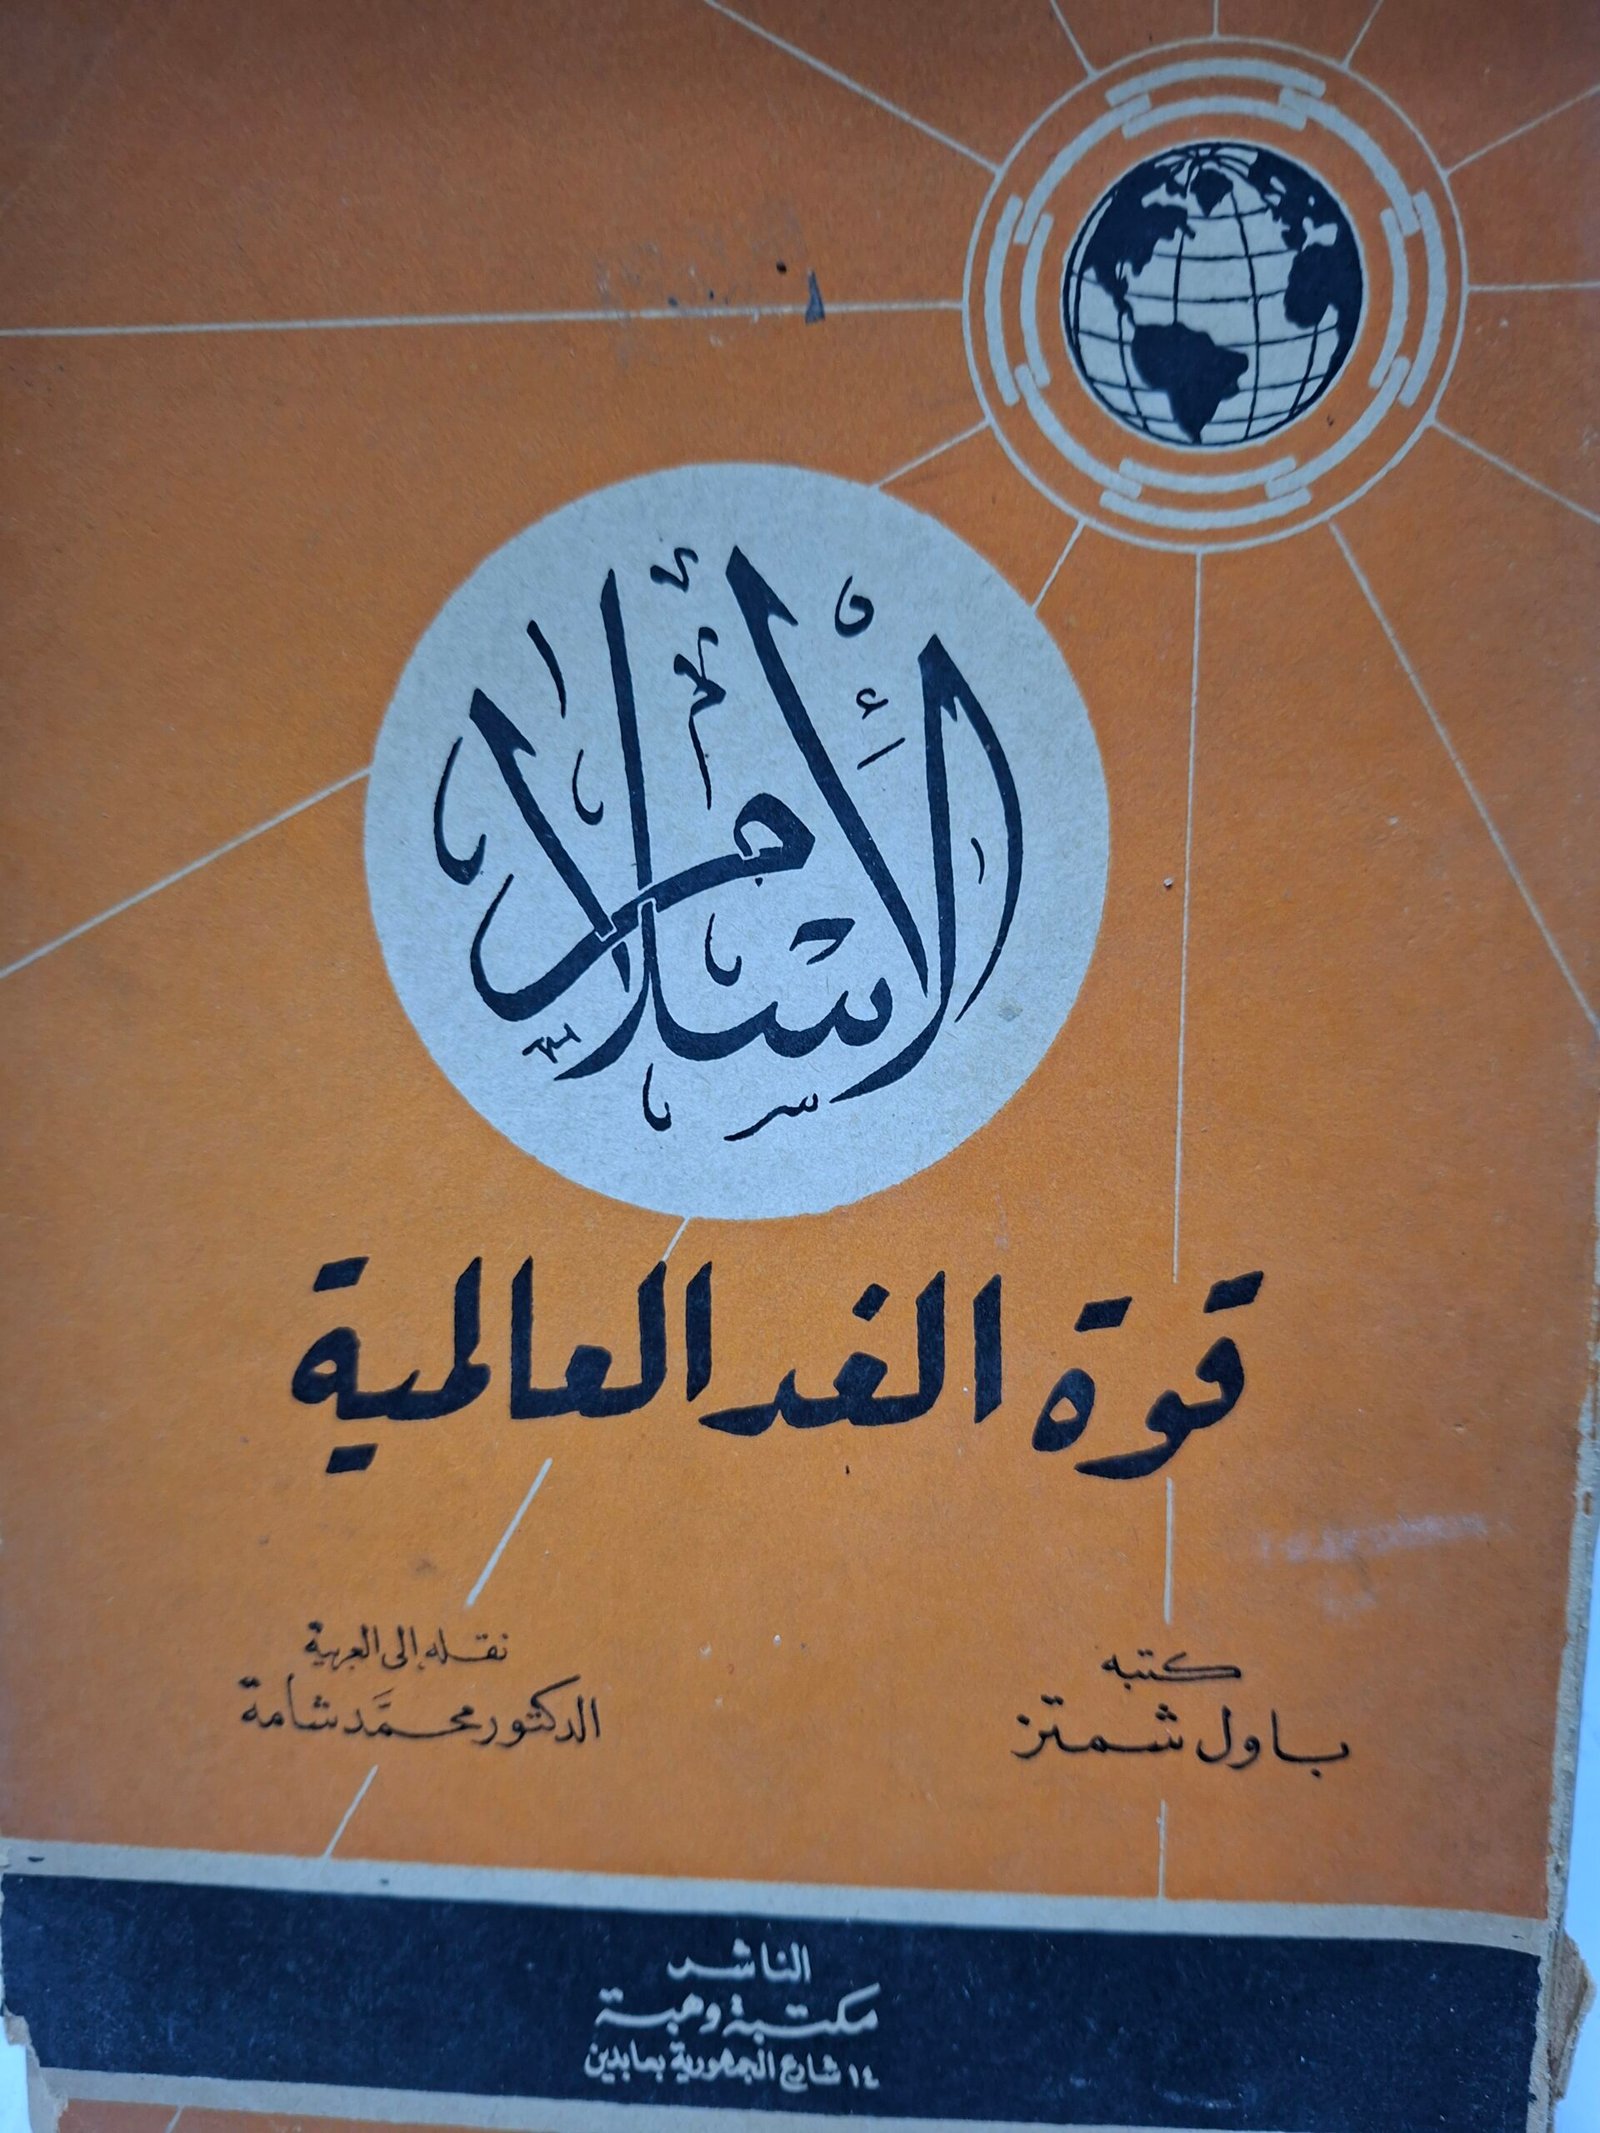 الإسلام
قوة الغد العالمية
كتبه
باول شمتز
نقله إلى العربية
الدكتور محمَّد شامة
الناشر
مكتبة وهبة
١٤ شارع الجمهورية بعابدين